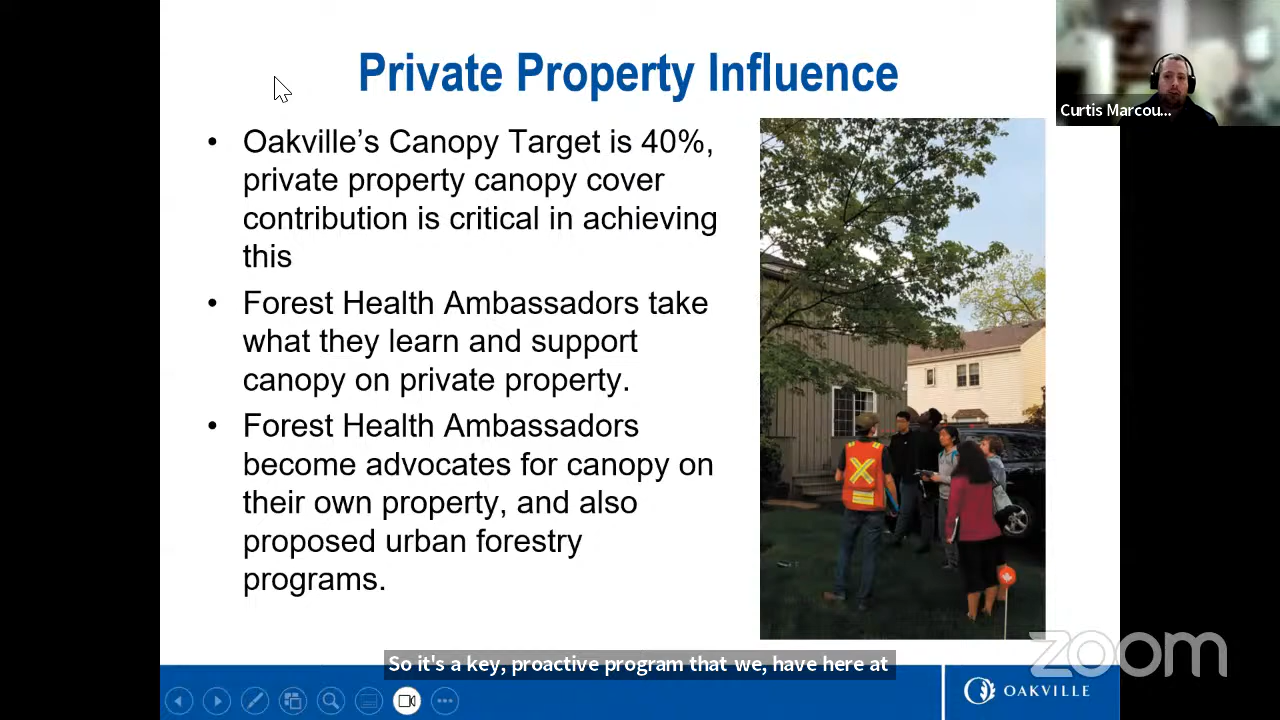 Private Property Influence
Curtis Marcou...
• Oakville’s Canopy Target is 40%,
private property canopy cover
contribution is critical in achieving
this
• Forest Health Ambassadors take
what they learn and support
canopy on private property.
• Forest Health Ambassadors
become advocates for canopy on
their own property, and also
proposed urban forestry
programs.
zoom
So it's a key, proactive program that we, have here at
OAKVILLE